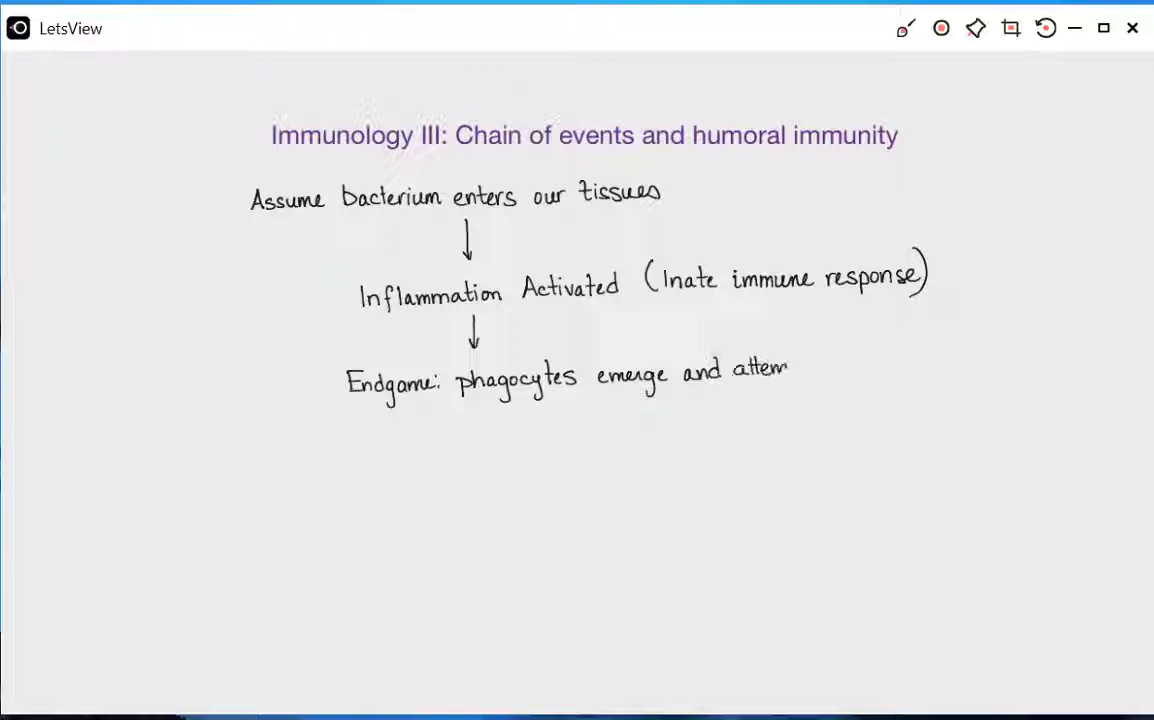 LetsView
Immunology III: Chain of events and humoral immunity
Assume bacterium enters our tissues
↓
Inflammation Activated (Inate immune response)
↓
Endgame: phagocytes emerge and attem